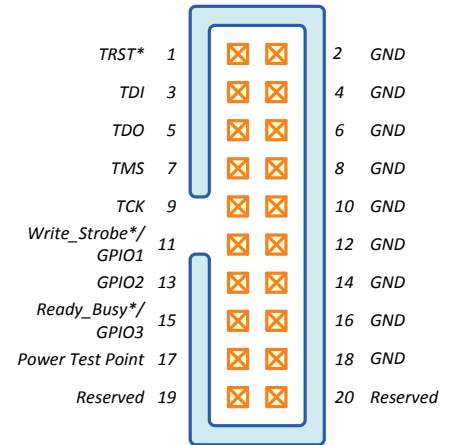 TRST* 1 2 GND
TDI 3 4 GND
TDO 5 6 GND
TMS 7 8 GND
TCK 9 10 GND
Write_Strobe*/
GPIO1 11 12 GND
GPIO2 13 14 GND
Ready_Busy*/
GPIO3 15 16 GND
Power Test Point 17 18 GND
Reserved 19 20 Reserved